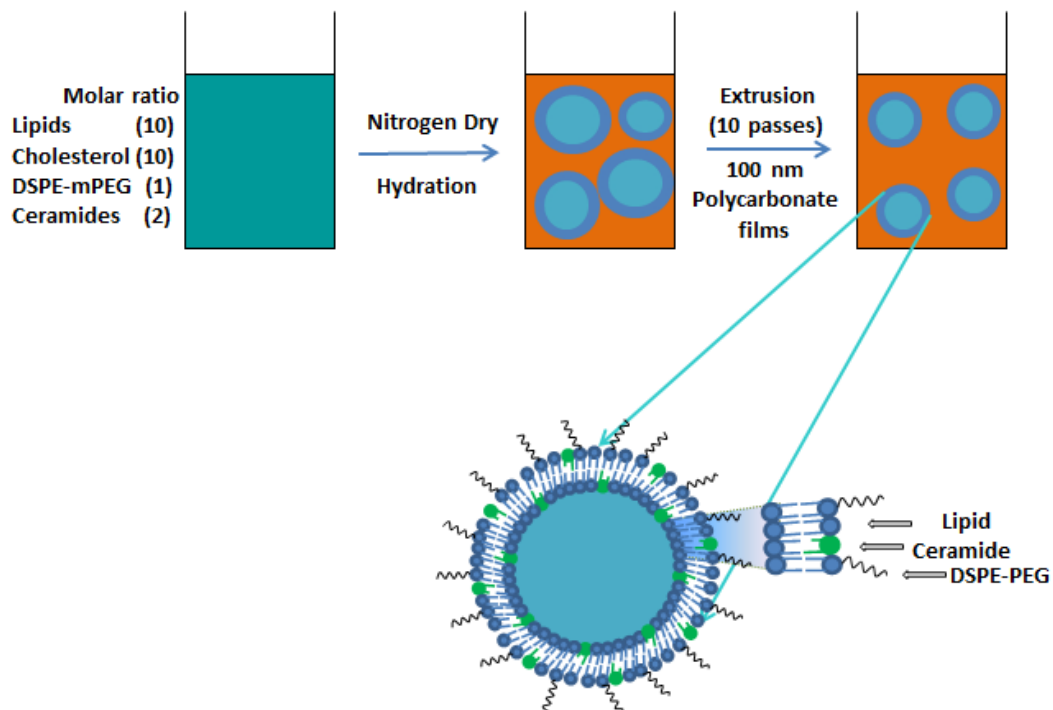 Molar ratio
Lipids (10)
Cholesterol (10)
DSPE-mPEG (1)
Ceramides (2)
Nitrogen Dry
Hydration
Extrusion
(10 passes)
100 nm
Polycarbonate
films
Lipid
Ceramide
DSPE-PEG